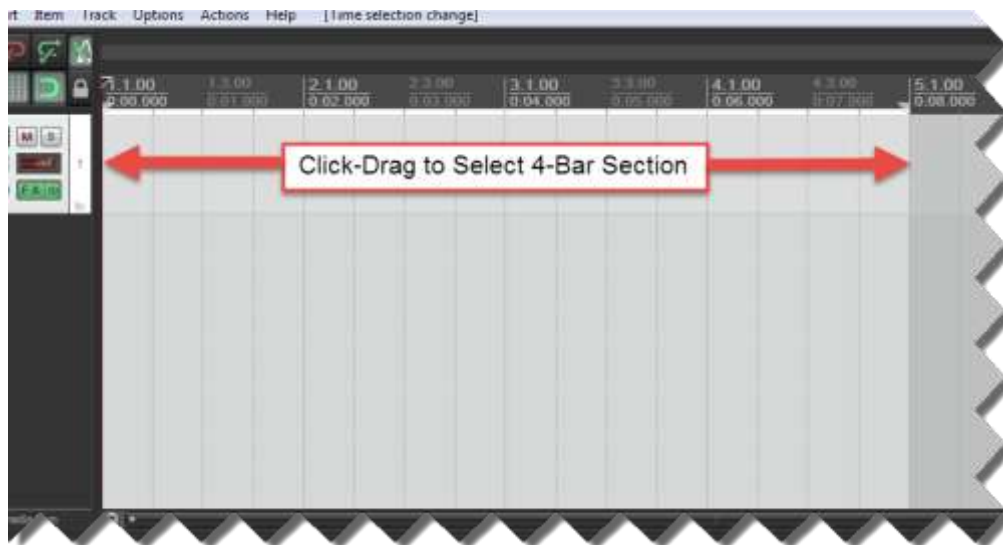 Item Track Options Actions Help [Time selection change]
1.1.00 1.3.00 2.1.00 2.3.00 3.1.00 3.3.00 4.1.00 4.3.00 5.1.00
0:00.000 0:01.000 0:02.000 0:03.000 0:04.000 0:05.000 0:06.000 0:07.000 0:08.000
M S
1
Click-Drag to Select 4-Bar Section